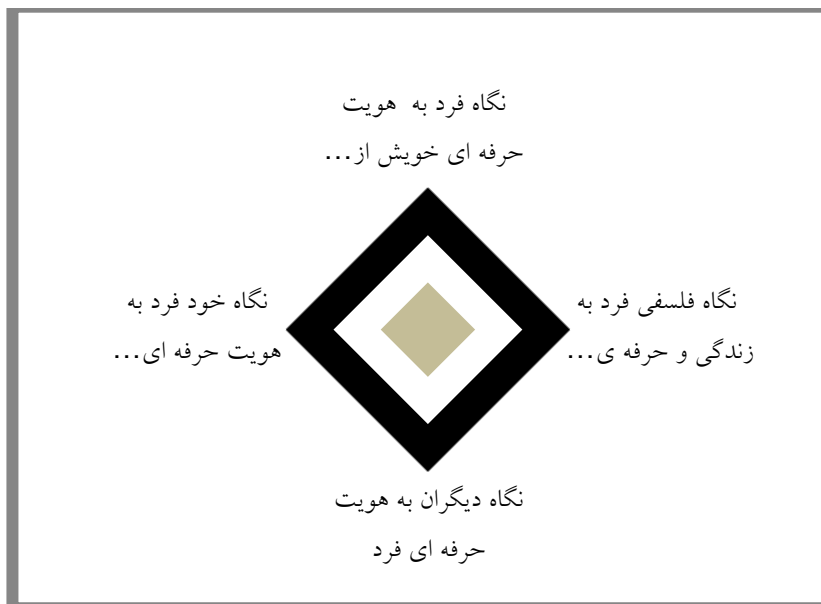 نگاه فرد به هویت
حرفه ای خویش از...
نگاه فلسفی فرد به
زندگی و حرفه ی...
نگاه خود فرد به
هویت حرفه ای...
نگاه دیگران به هویت
حرفه ای فرد